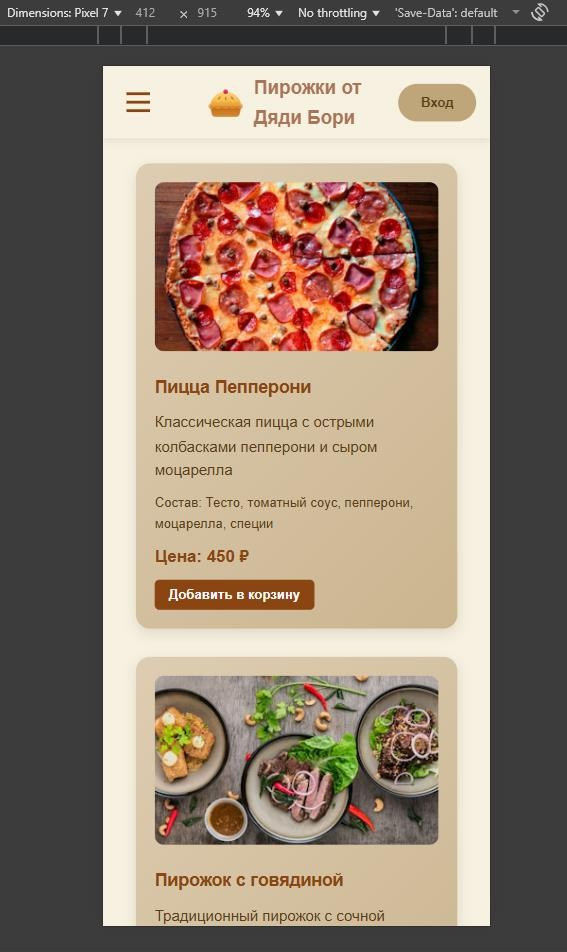 Dimensions: Pixel 7 ▼ 412 × 915 94% ▼ No throttling ▼ 'Save-Data': default
Пирожки от
Дяди Бори
Вход
Пицца Пепперони
Классическая пицца с острыми
колбасками пепперони и сыром
моцарелла
Состав: Тесто, томатный соус, пепперони,
моцарелла, специи
Цена: 450 ₽
Добавить в корзину
Пирожок с говядиной
Традиционный пирожок с сочной